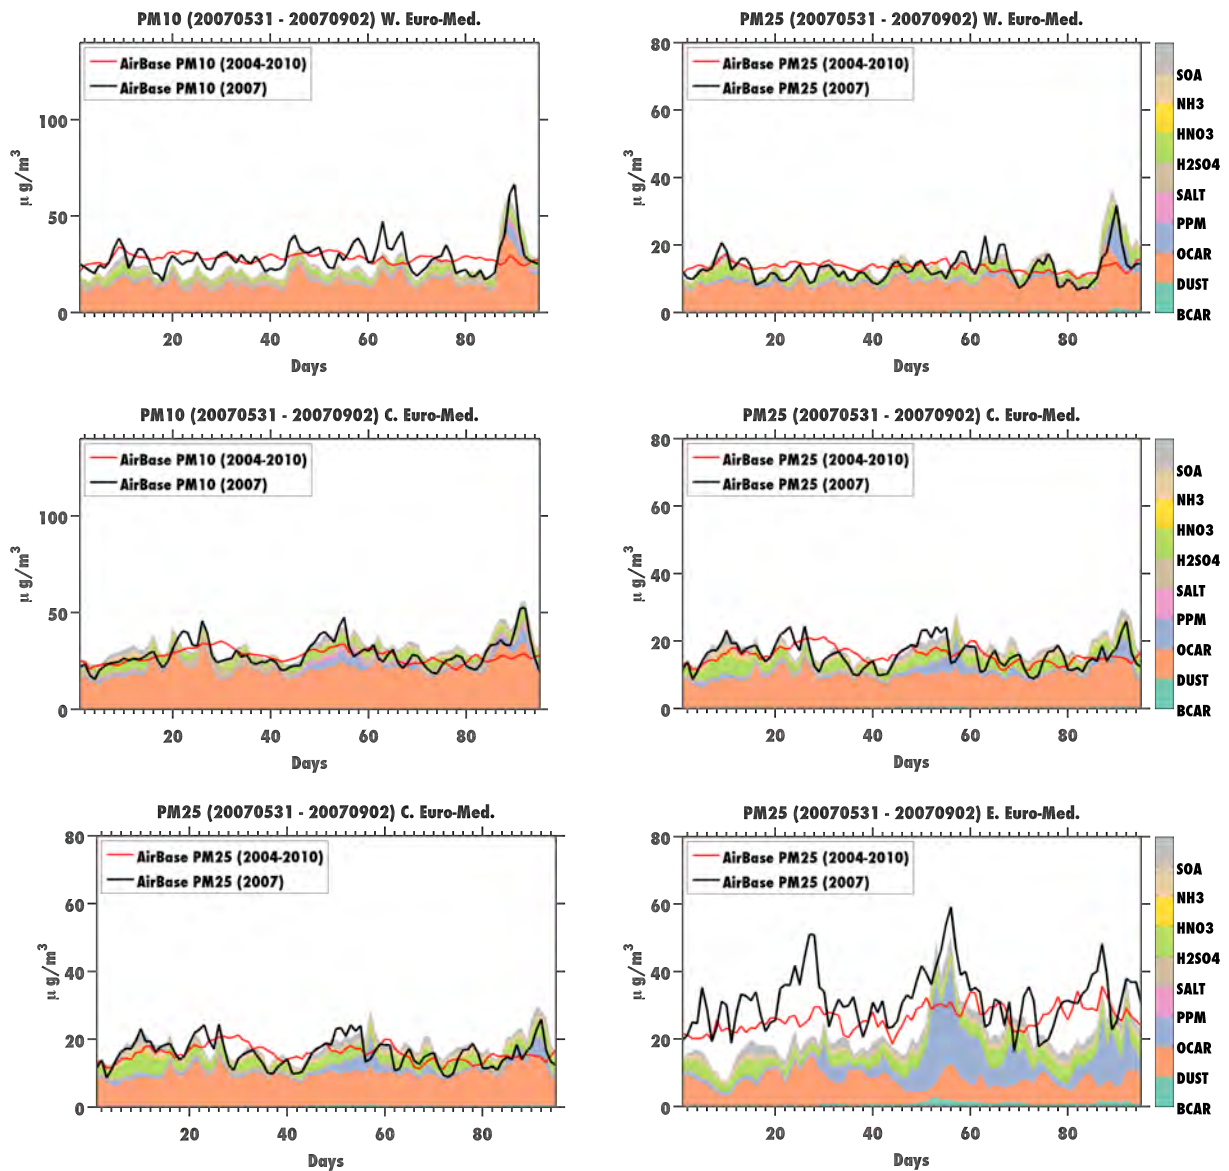 PM10 (20070531 - 20070902) W. Euro-Med.
AirBase PM10 (2004-2010)
AirBase PM10 (2007)
100
50
0
μ g/m3
20 40 60 80
Days
PM25 (20070531 - 20070902) W. Euro-Med.
AirBase PM25 (2004-2010)
AirBase PM25 (2007)
80
60
40
20
0
μ g/m3
20 40 60 80
Days
SOA
NH3
HNO3
H2SO4
SALT
PPM
OCAR
DUST
BCAR
PM10 (20070531 - 20070902) C. Euro-Med.
AirBase PM10 (2004-2010)
AirBase PM10 (2007)
100
50
0
μ g/m3
20 40 60 80
Days
PM25 (20070531 - 20070902) C. Euro-Med.
AirBase PM25 (2004-2010)
AirBase PM25 (2007)
80
60
40
20
0
μ g/m3
20 40 60 80
Days
SOA
NH3
HNO3
H2SO4
SALT
PPM
OCAR
DUST
BCAR
PM25 (20070531 - 20070902) C. Euro-Med.
AirBase PM25 (2004-2010)
AirBase PM25 (2007)
80
60
40
20
0
μ g/m3
20 40 60 80
Days
PM25 (20070531 - 20070902) E. Euro-Med.
AirBase PM25 (2004-2010)
AirBase PM25 (2007)
80
60
40
20
0
μ g/m3
20 40 60 80
Days
SOA
NH3
HNO3
H2SO4
SALT
PPM
OCAR
DUST
BCAR